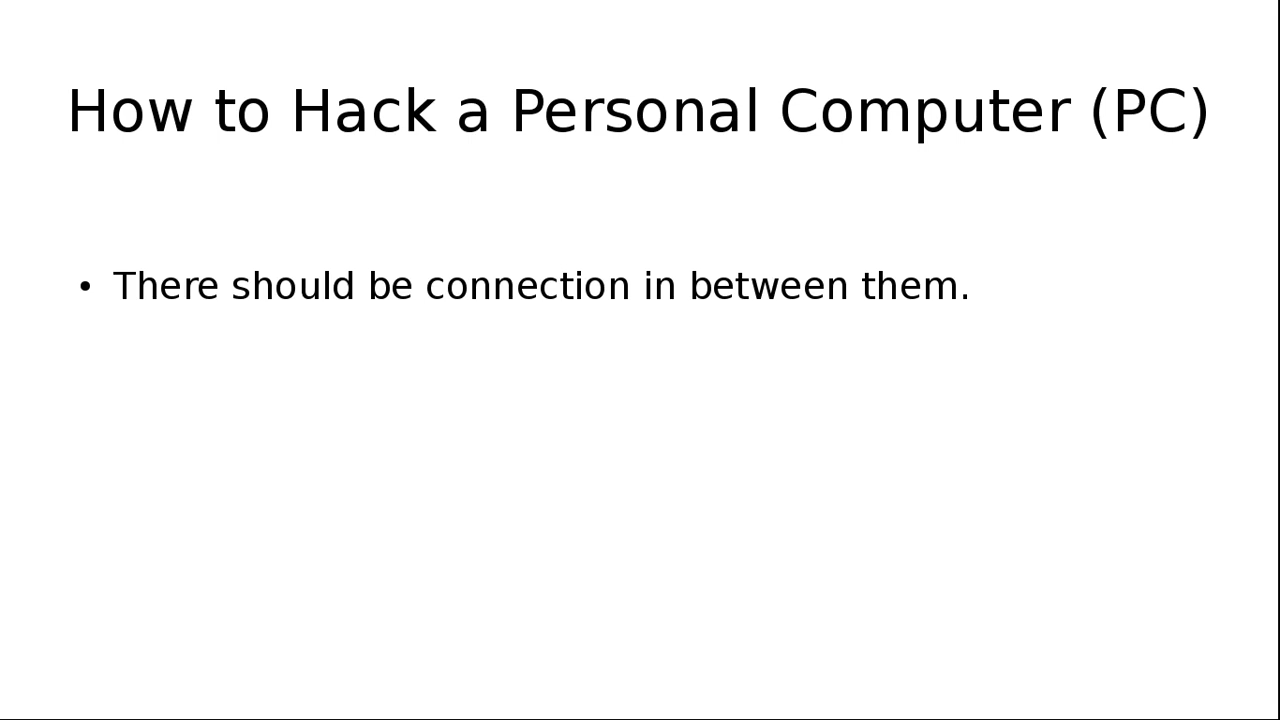 How to Hack a Personal Computer (PC)
• There should be connection in between them.